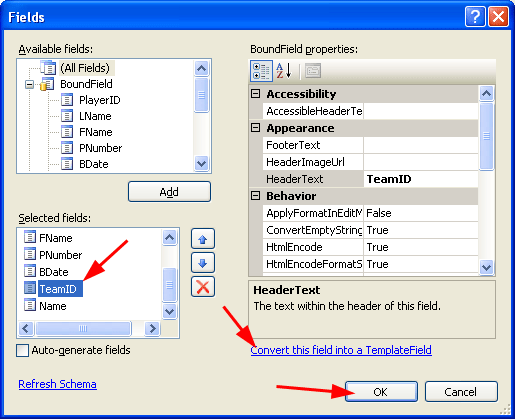 Fields
Available fields:
(All Fields)
BoundField
PlayerID
LName
FName
PNumber
BDate
Add
Selected fields:
FName
PNumber
BDate
TeamID
Name
Auto-generate fields
Refresh Schema
BoundField properties:
Accessibility
AccessibleHeaderTe
Appearance
FooterText
HeaderImageUrl
HeaderText TeamID
Behavior
ApplyFormatInEditM False
ConvertEmptyString True
HtmlEncode True
HtmlEncodeFormatS True
HeaderText
The text within the header of this field.
Convert this field into a TemplateField
OK Cancel